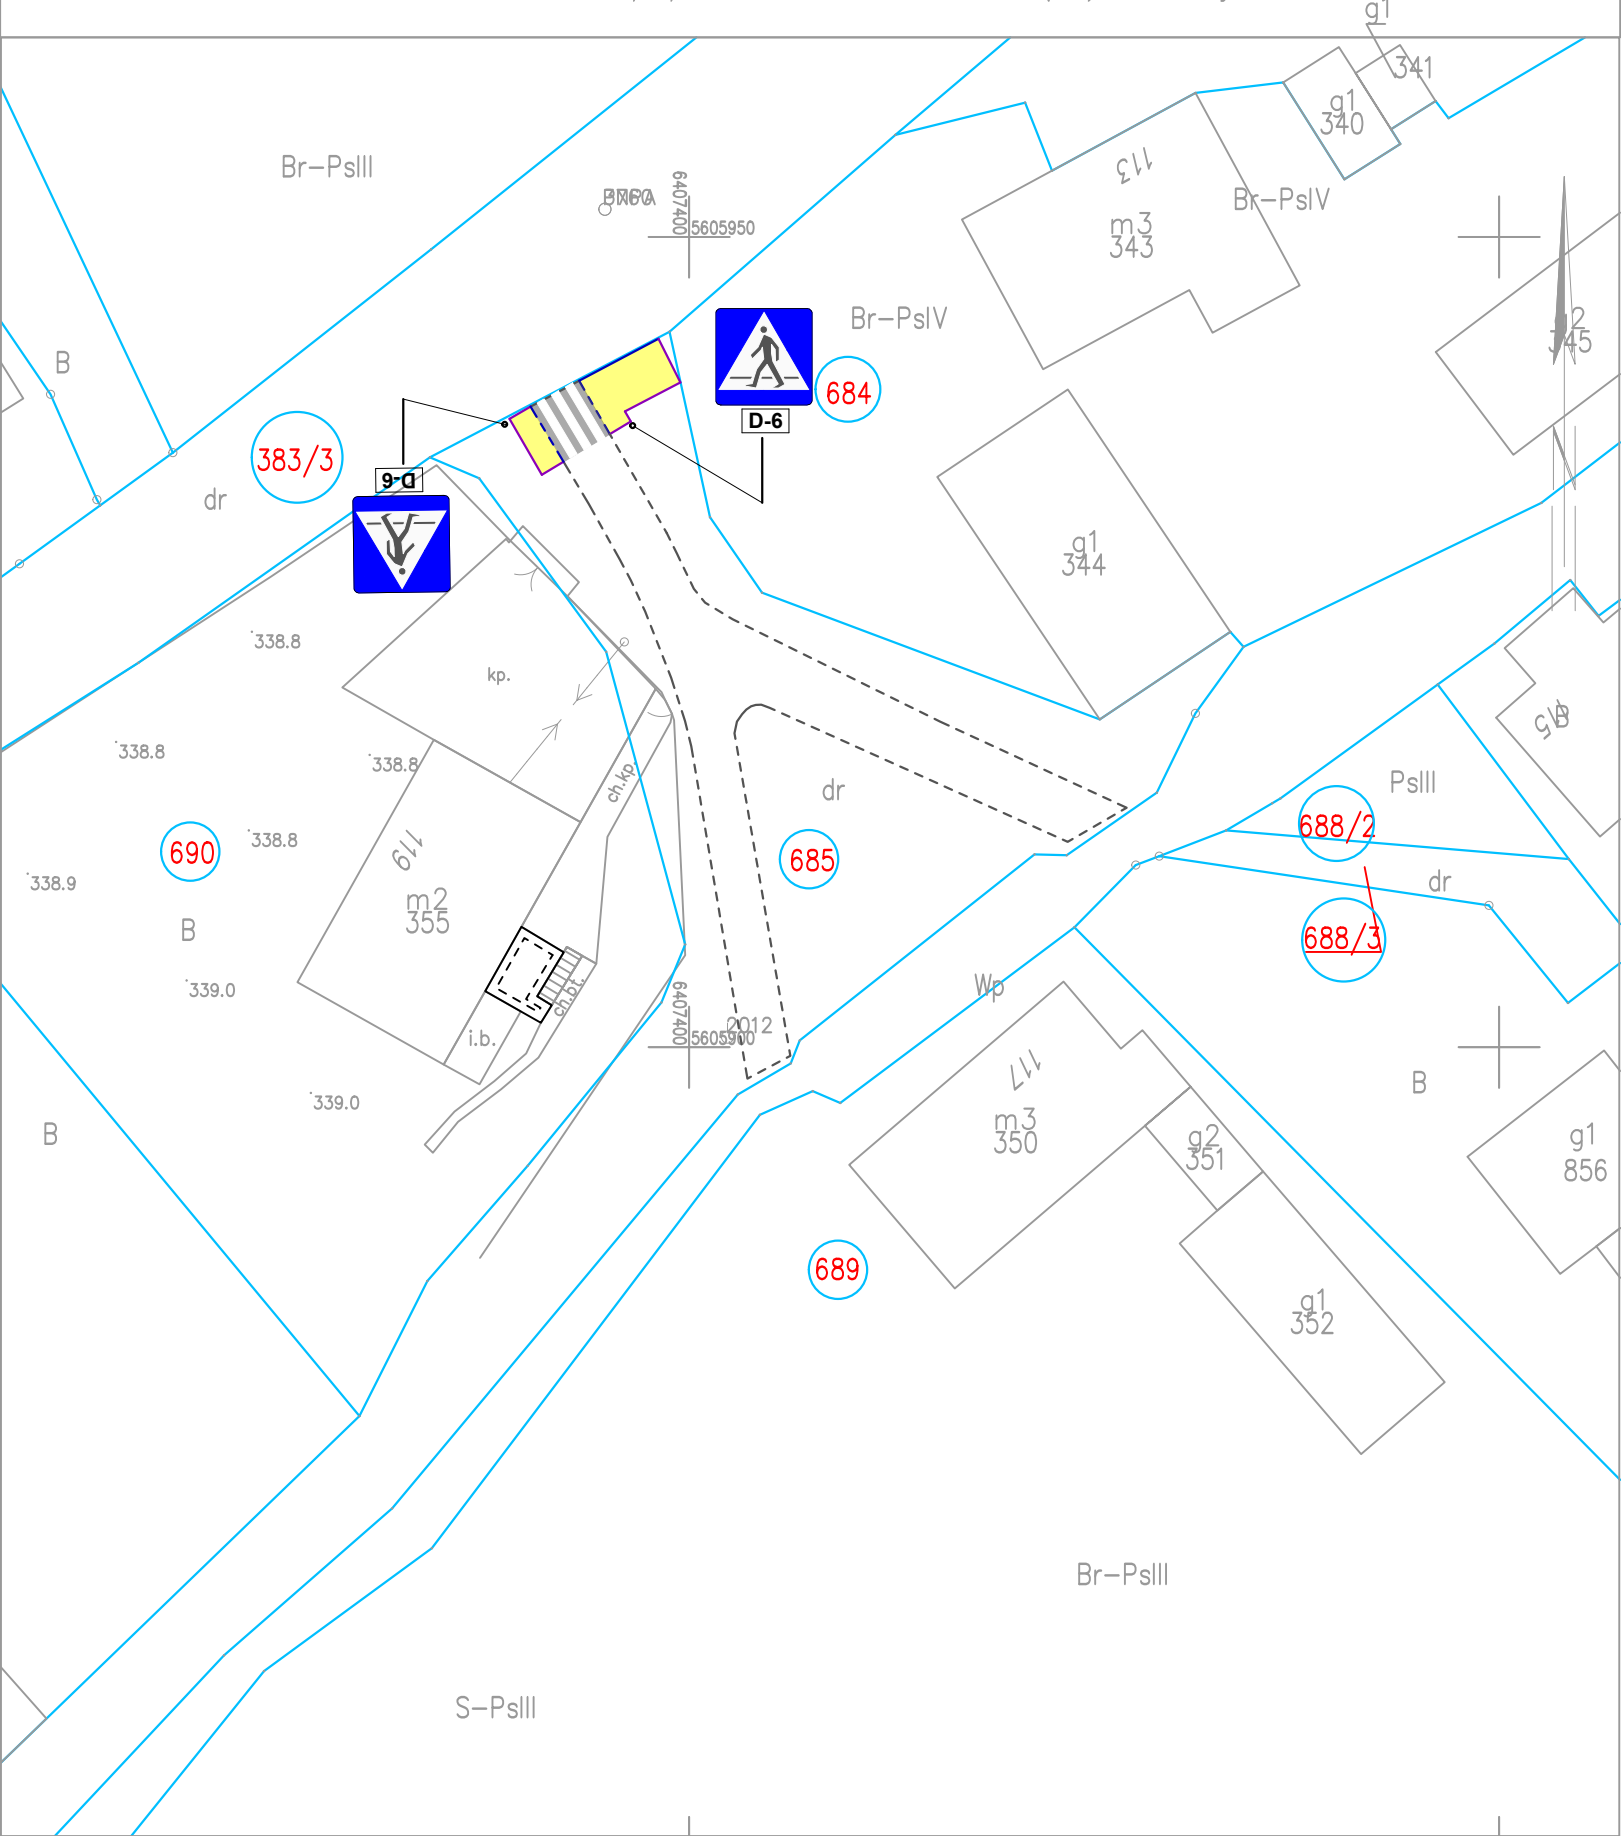 g1
341
g1
340
Br-PsIII
113
Br-PsIV
6407400
5605950
m3
343
Br-PsIV
B
684
D-6
383/3
D-6
dr
g1
344
338.8
kp.
338.8
338.8
ch.kp.
dr
PsIII
B
688/2
338.8
119
690
685
338.9
m2
355
dr
B
688/3
339.0
Wp
ch.bt.
6407400
2012
5605900
i.b.
117
B
339.0
m3
350
B
g2
351
g1
856
689
g1
352
Br-PsIII
S-PsIII